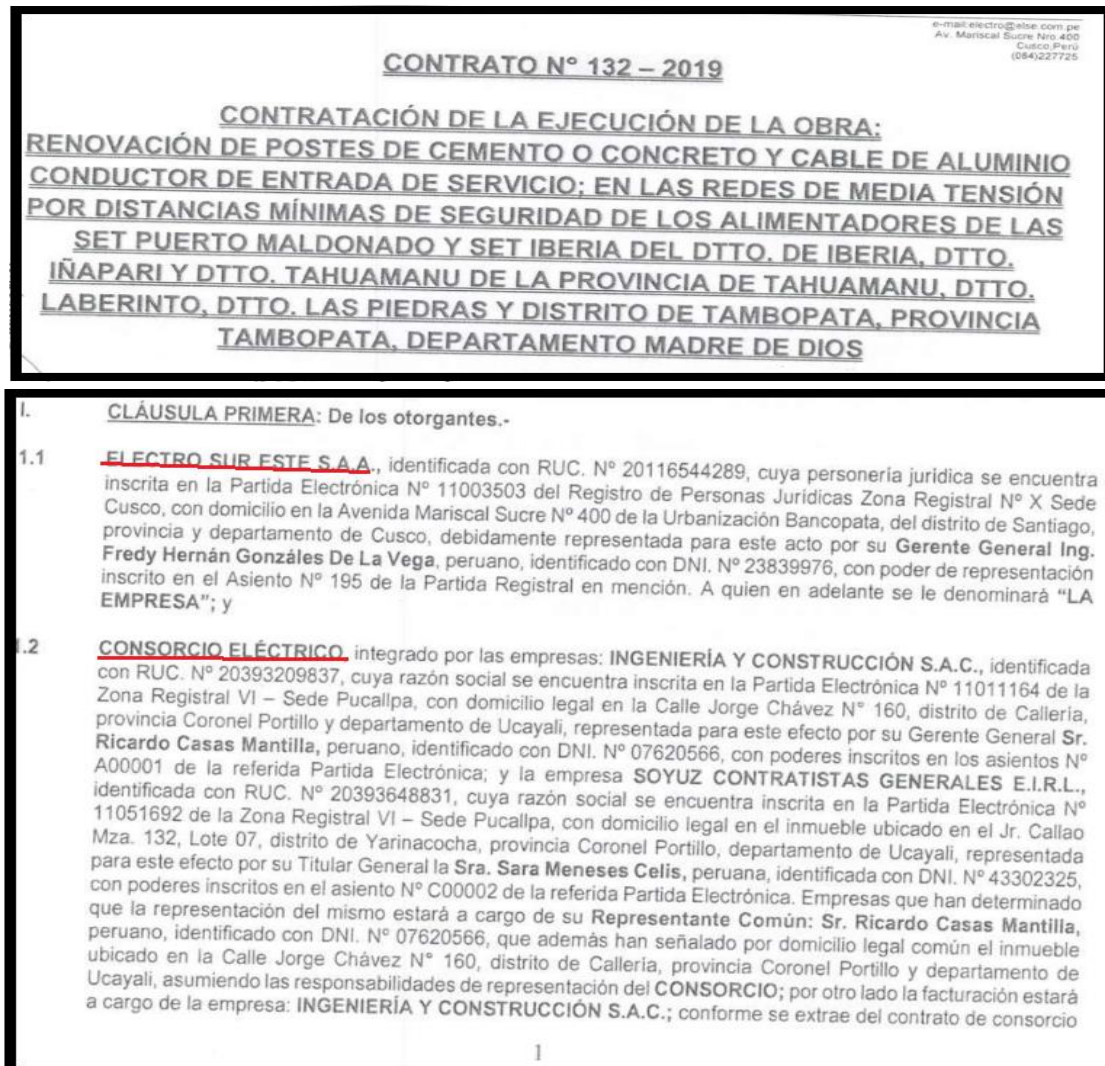 e-mail:electro@else.com.pe
Av. Mariscal Sucre Nro.400
Cusco,Perú
(084)227725
CONTRATO N° 132 – 2019
CONTRATACIÓN DE LA EJECUCIÓN DE LA OBRA:
RENOVACIÓN DE POSTES DE CEMENTO O CONCRETO Y CABLE DE ALUMINIO
CONDUCTOR DE ENTRADA DE SERVICIO; EN LAS REDES DE MEDIA TENSIÓN
POR DISTANCIAS MÍNIMAS DE SEGURIDAD DE LOS ALIMENTADORES DE LAS
SET PUERTO MALDONADO Y SET IBERIA DEL DTTO. DE IBERIA, DTTO.
IÑAPARI Y DTTO. TAHUAMANU DE LA PROVINCIA DE TAHUAMANU, DTTO.
LABERINTO, DTTO. LAS PIEDRAS Y DISTRITO DE TAMBOPATA, PROVINCIA
TAMBOPATA, DEPARTAMENTO MADRE DE DIOS
I. CLÁUSULA PRIMERA: De los otorgantes.-
1.1 ELECTRO SUR ESTE S.A.A., identificada con RUC. Nº 20116544289, cuya personería jurídica se encuentra
inscrita en la Partida Electrónica Nº 11003503 del Registro de Personas Jurídicas Zona Registral Nº X Sede
Cusco, con domicilio en la Avenida Mariscal Sucre Nº 400 de la Urbanización Bancopata, del distrito de Santiago,
provincia y departamento de Cusco, debidamente representada para este acto por su Gerente General Ing.
Fredy Hernán Gonzáles De La Vega, peruano, identificado con DNI. Nº 23839976, con poder de representación
inscrito en el Asiento Nº 195 de la Partida Registral en mención. A quien en adelante se le denominará “LA
EMPRESA”; y
1.2 CONSORCIO ELÉCTRICO, integrado por las empresas: INGENIERÍA Y CONSTRUCCIÓN S.A.C., identificada
con RUC. Nº 20393209837, cuya razón social se encuentra inscrita en la Partida Electrónica Nº 11011164 de la
Zona Registral VI – Sede Pucallpa, con domicilio legal en la Calle Jorge Chávez N° 160, distrito de Callería,
provincia Coronel Portillo y departamento de Ucayali, representada para este efecto por su Gerente General Sr.
Ricardo Casas Mantilla, peruano, identificado con DNI. Nº 07620566, con poderes inscritos en los asientos Nº
A00001 de la referida Partida Electrónica; y la empresa SOYUZ CONTRATISTAS GENERALES E.I.R.L.,
identificada con RUC. Nº 20393648831, cuya razón social se encuentra inscrita en la Partida Electrónica Nº
11051692 de la Zona Registral VI – Sede Pucallpa, con domicilio legal en el inmueble ubicado en el Jr. Callao
Mza. 132, Lote 07, distrito de Yarinacocha, provincia Coronel Portillo, departamento de Ucayali, representada
para este efecto por su Titular General la Sra. Sara Meneses Celis, peruana, identificada con DNI. Nº 43302325,
con poderes inscritos en el asiento Nº C00002 de la referida Partida Electrónica. Empresas que han determinado
que la representación del mismo estará a cargo de su Representante Común: Sr. Ricardo Casas Mantilla,
peruano, identificado con DNI. Nº 07620566, que además han señalado por domicilio legal común el inmueble
ubicado en la Calle Jorge Chávez N° 160, distrito de Callería, provincia Coronel Portillo y departamento de
Ucayali, asumiendo las responsabilidades de representación del CONSORCIO; por otro lado la facturación estará
a cargo de la empresa: INGENIERÍA Y CONSTRUCCIÓN S.A.C.; conforme se extrae del contrato de consorcio
1